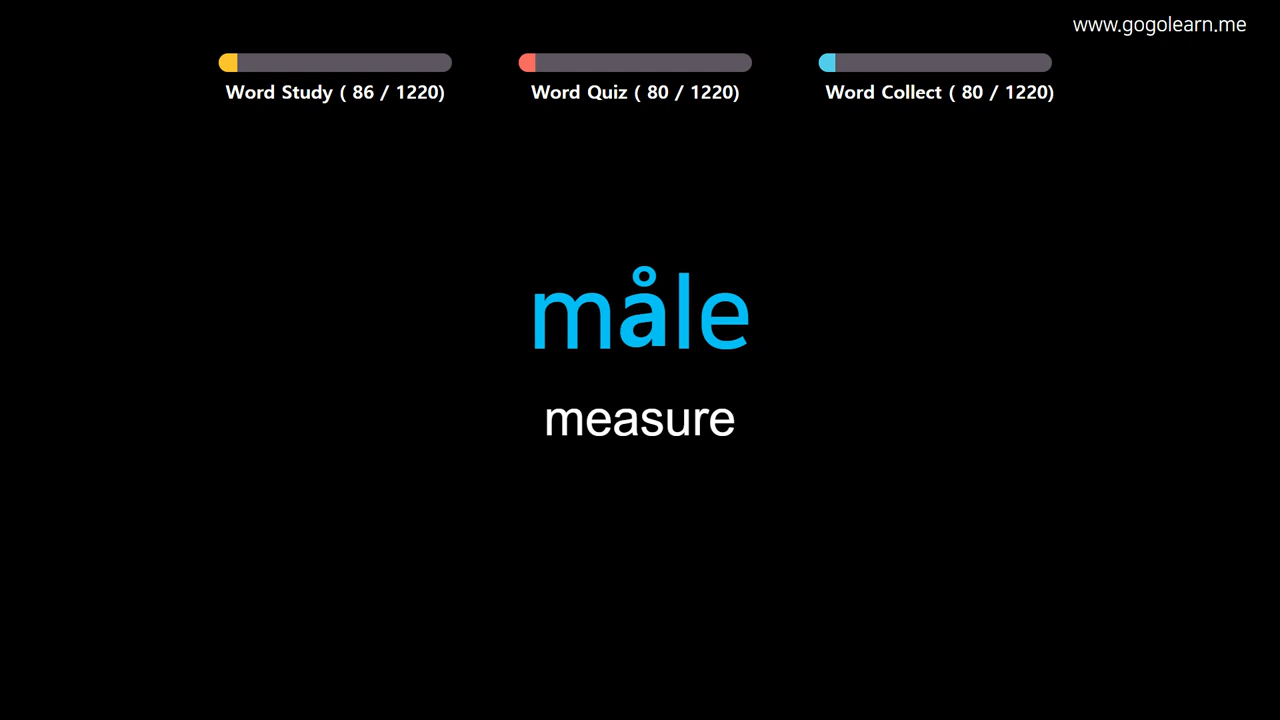 www.gogolearn.me
Word Study ( 86 / 1220)
Word Quiz ( 80 / 1220)
Word Collect ( 80 / 1220)
måle
measure